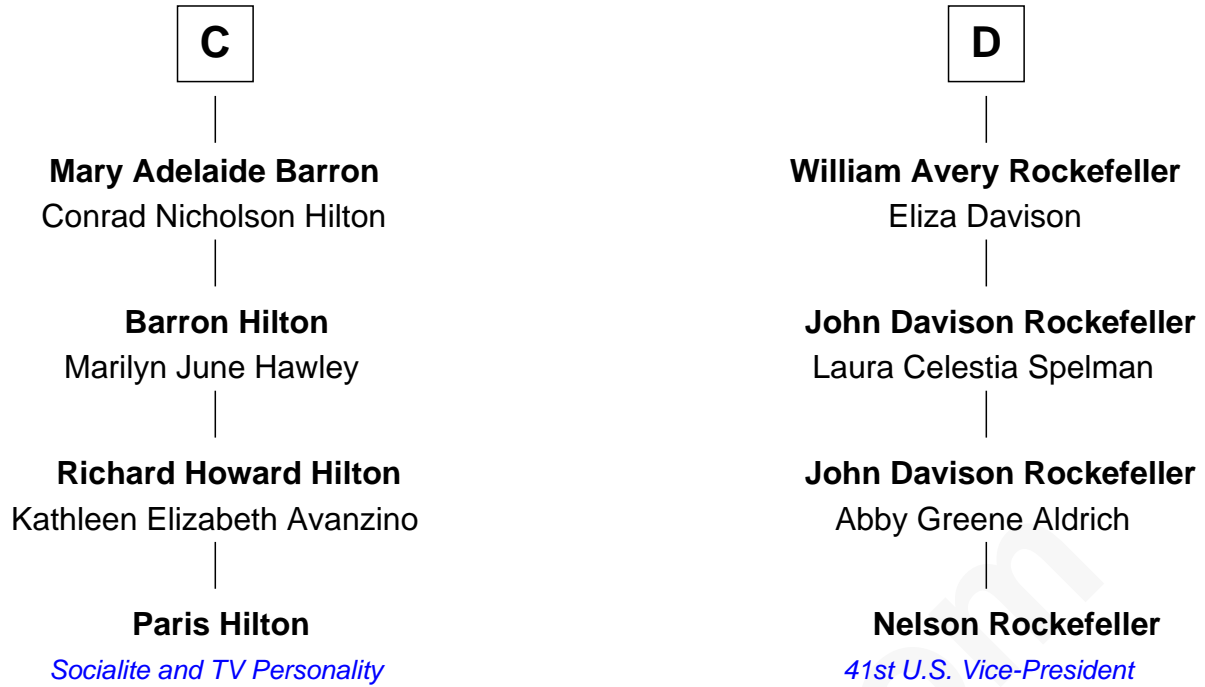 C
Mary Adelaide Barron
Conrad Nicholson Hilton
Barron Hilton
Marilyn June Hawley
Richard Howard Hilton
Kathleen Elizabeth Avanzino
Paris Hilton
Socialite and TV Personality
D
William Avery Rockefeller
Eliza Davison
John Davison Rockefeller
Laura Celestia Spelman
John Davison Rockefeller
Abby Greene Aldrich
Nelson Rockefeller
41st U.S. Vice-President